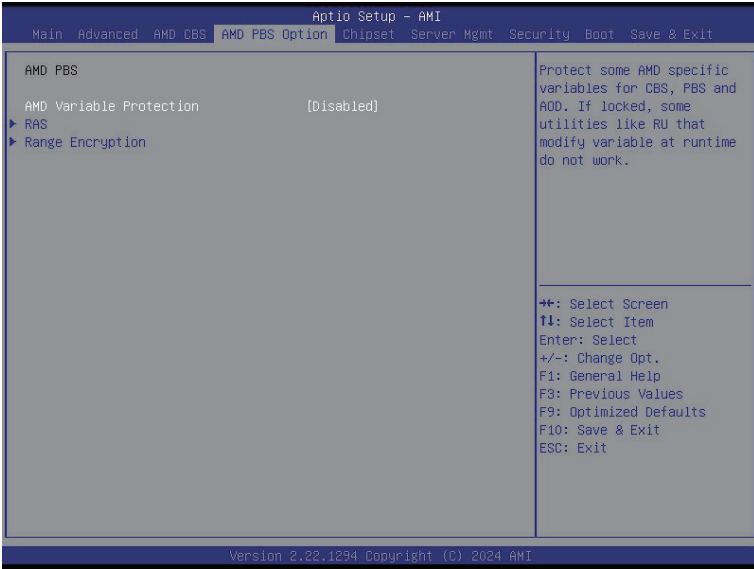 Aptio Setup – AMI
Main Advanced AMD CBS AMD PBS Option Chipset Server Mgmt Security Boot Save & Exit
AMD PBS
AMD Variable Protection [Disabled]
RAS
Range Encryption
Protect some AMD specific
variables for CBS, PBS and
AOD. If locked, some
utilities like RU that
modify variable at runtime
do not work.
→←: Select Screen
↑↓: Select Item
Enter: Select
+/-: Change Opt.
F1: General Help
F3: Previous Values
F9: Optimized Defaults
F10: Save & Exit
ESC: Exit
Version 2.22.1294 Copyright (C) 2024 AMI